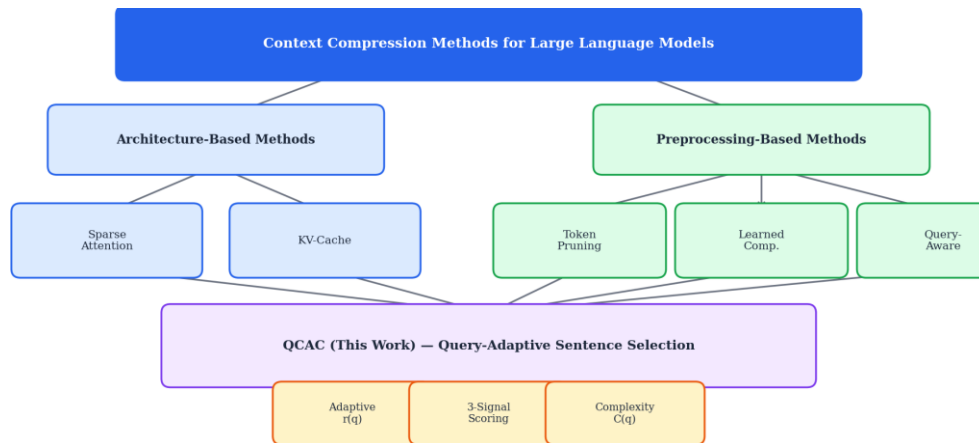 Context Compression Methods for Large Language Models
Architecture-Based Methods
Preprocessing-Based Methods
Sparse
Attention
KV-Cache
Token
Pruning
Learned
Comp.
Query-
Aware
QCAC (This Work) — Query-Adaptive Sentence Selection
Adaptive
r(q)
3-Signal
Scoring
Complexity
C(q)